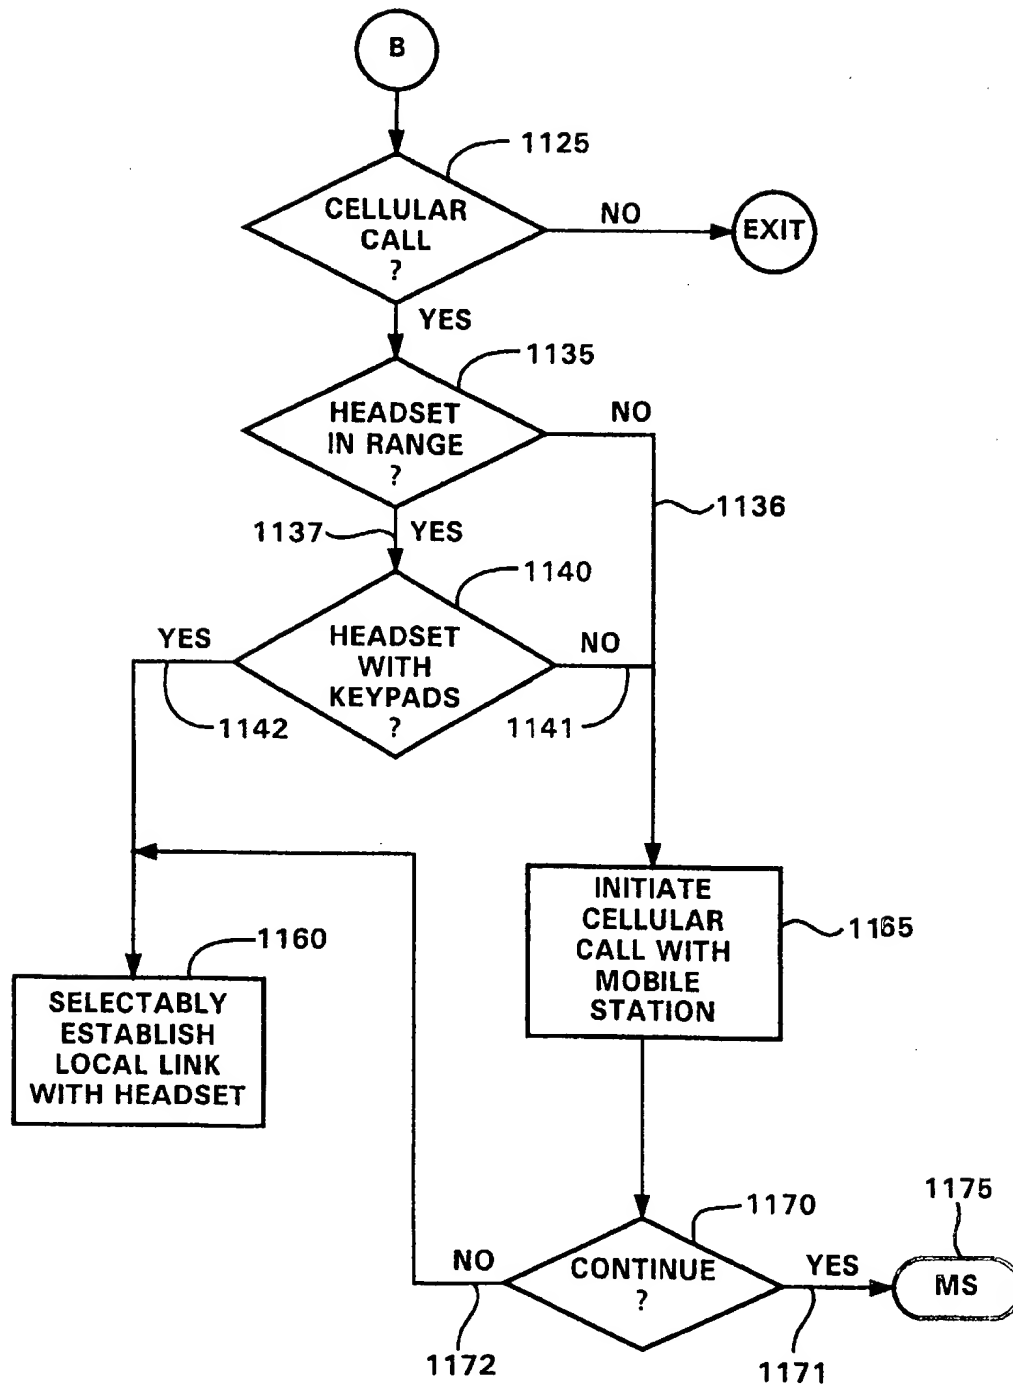 B
1125
CELLULAR
CALL
?
NO
EXIT
YES
1135
HEADSET
IN RANGE
?
NO
1136
1137
YES
1140
HEADSET
WITH
KEYPADS
?
YES
NO
1142
1141
INITIATE
CELLULAR
CALL WITH
MOBILE
STATION
1165
1160
SELECTABLY
ESTABLISH
LOCAL LINK
WITH HEADSET
1170
1175
CONTINUE
?
NO
YES
MS
1172
1171